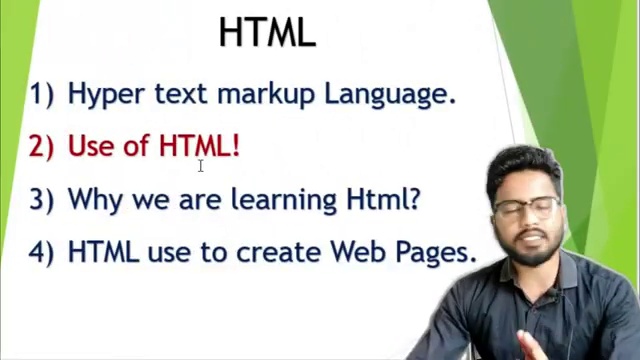 HTML
1) Hyper text markup Language.
2) Use of HTML!
3) Why we are learning Html?
4) HTML use to create Web Pages.